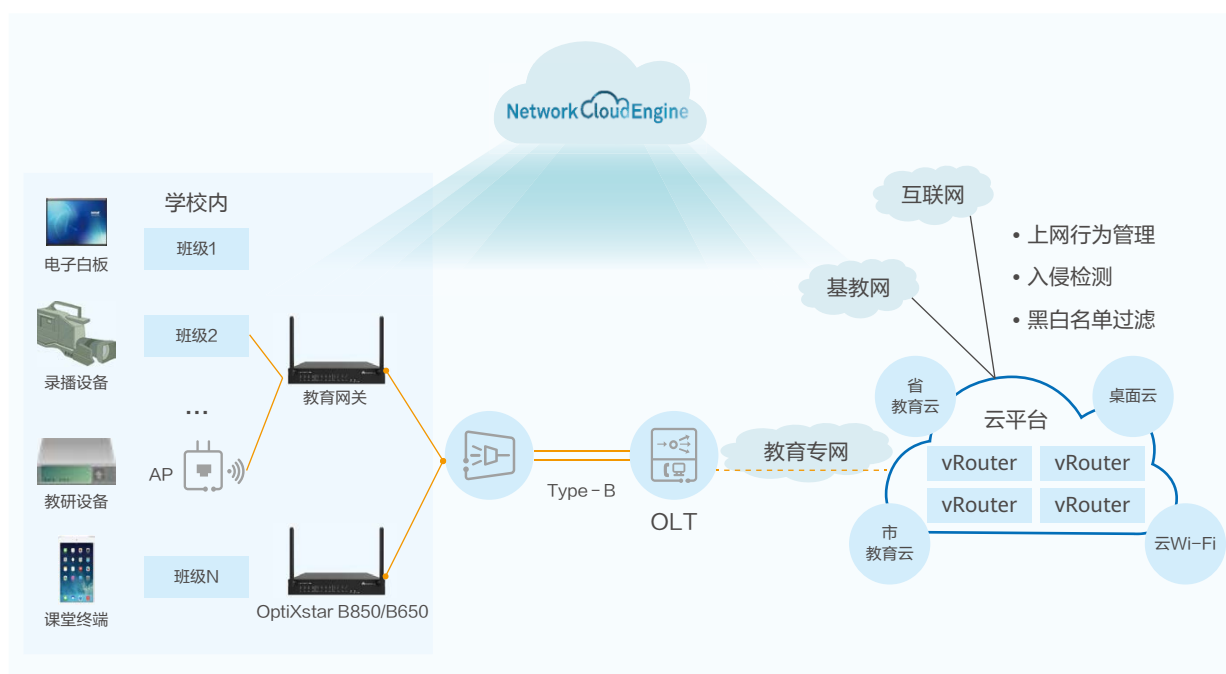 NetworkCloudEngine
学校内
电子白板
班级1
录播设备
班级2
...
教育网关
教研设备
AP
课堂终端
班级N
OptiXstar B850/B650
Type-B
OLT
教育专网
互联网
基教网
• 上网行为管理
• 入侵检测
• 黑白名单过滤
省
教育云
桌面云
云平台
vRouter vRouter
vRouter vRouter
市
教育云
云Wi-Fi